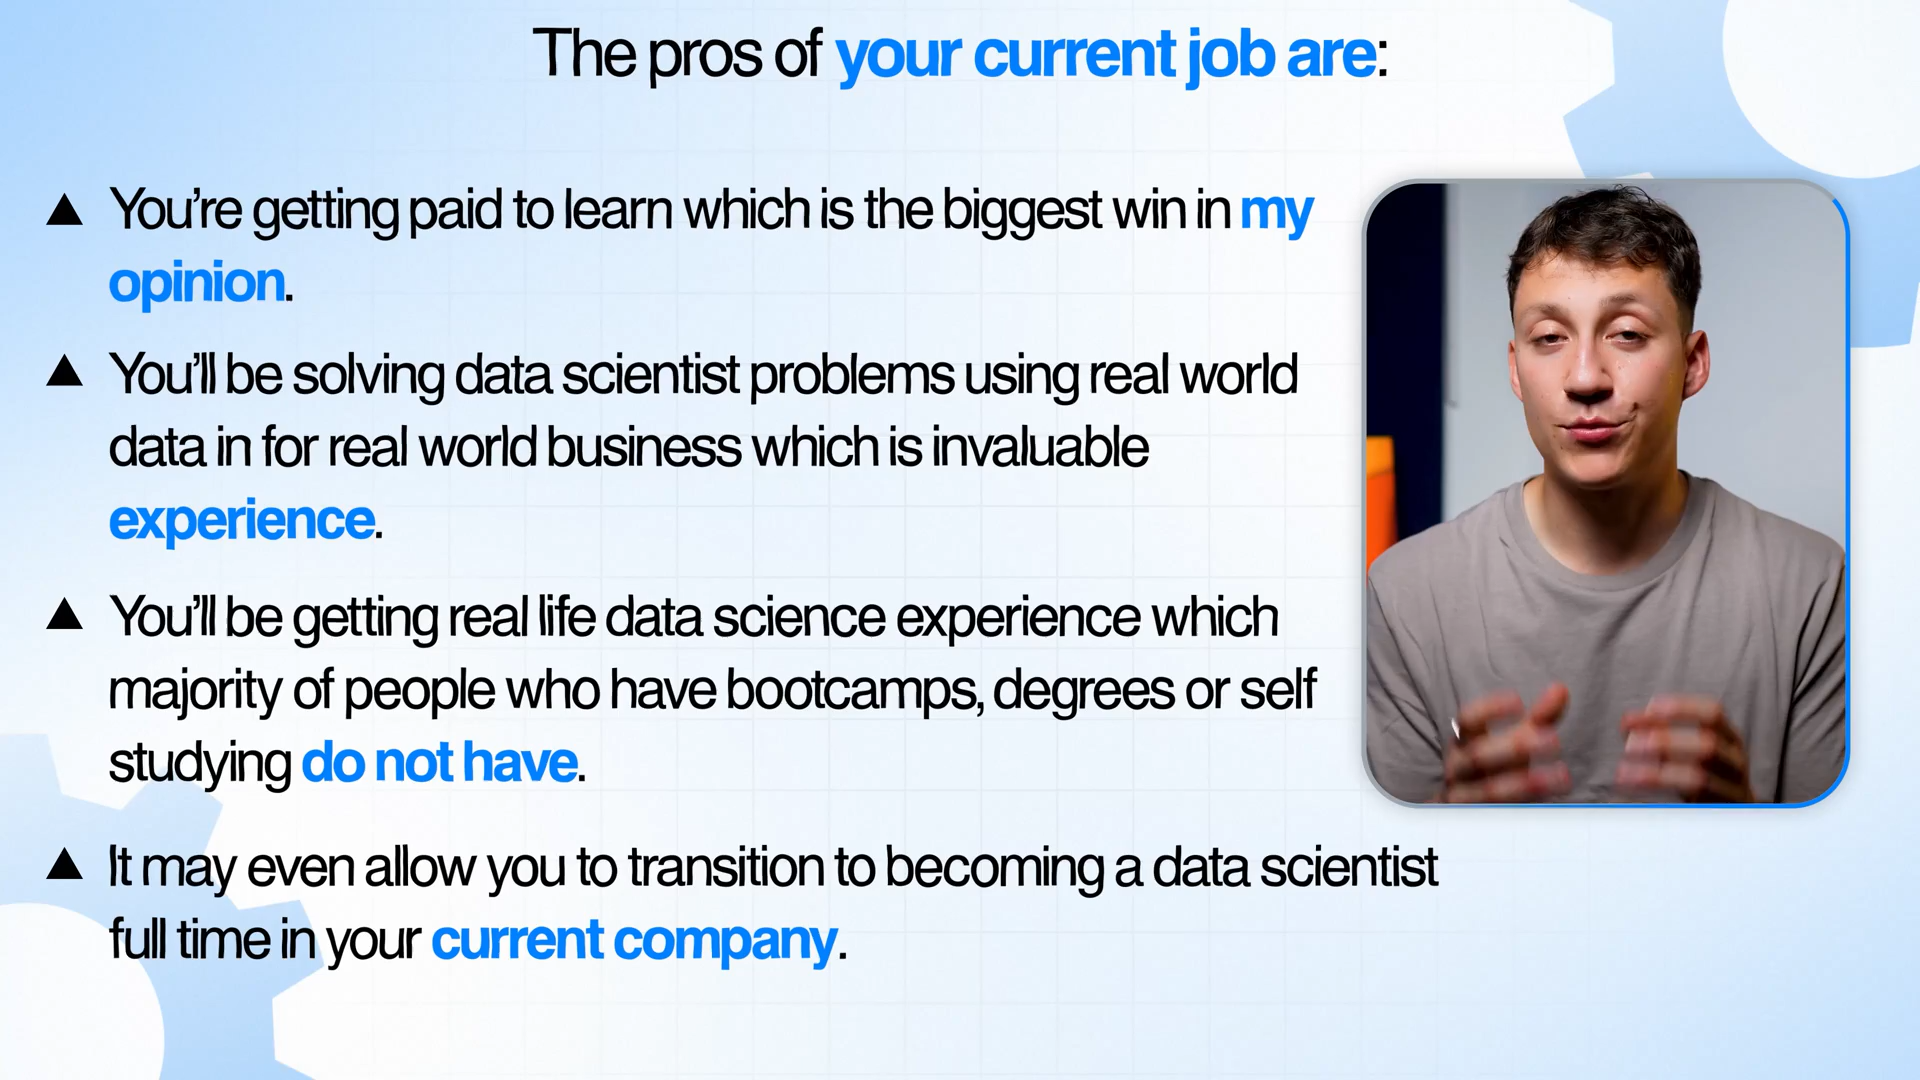 The pros of your current job are:
You're getting paid to learn which is the biggest win in my
opinion.
You'll be solving data scientist problems using real world
data in for real world business which is invaluable
experience.
You'll be getting real life data science experience which
majority of people who have bootcamps, degrees or self
studying do not have.
It may even allow you to transition to becoming a data scientist
full time in your current company.